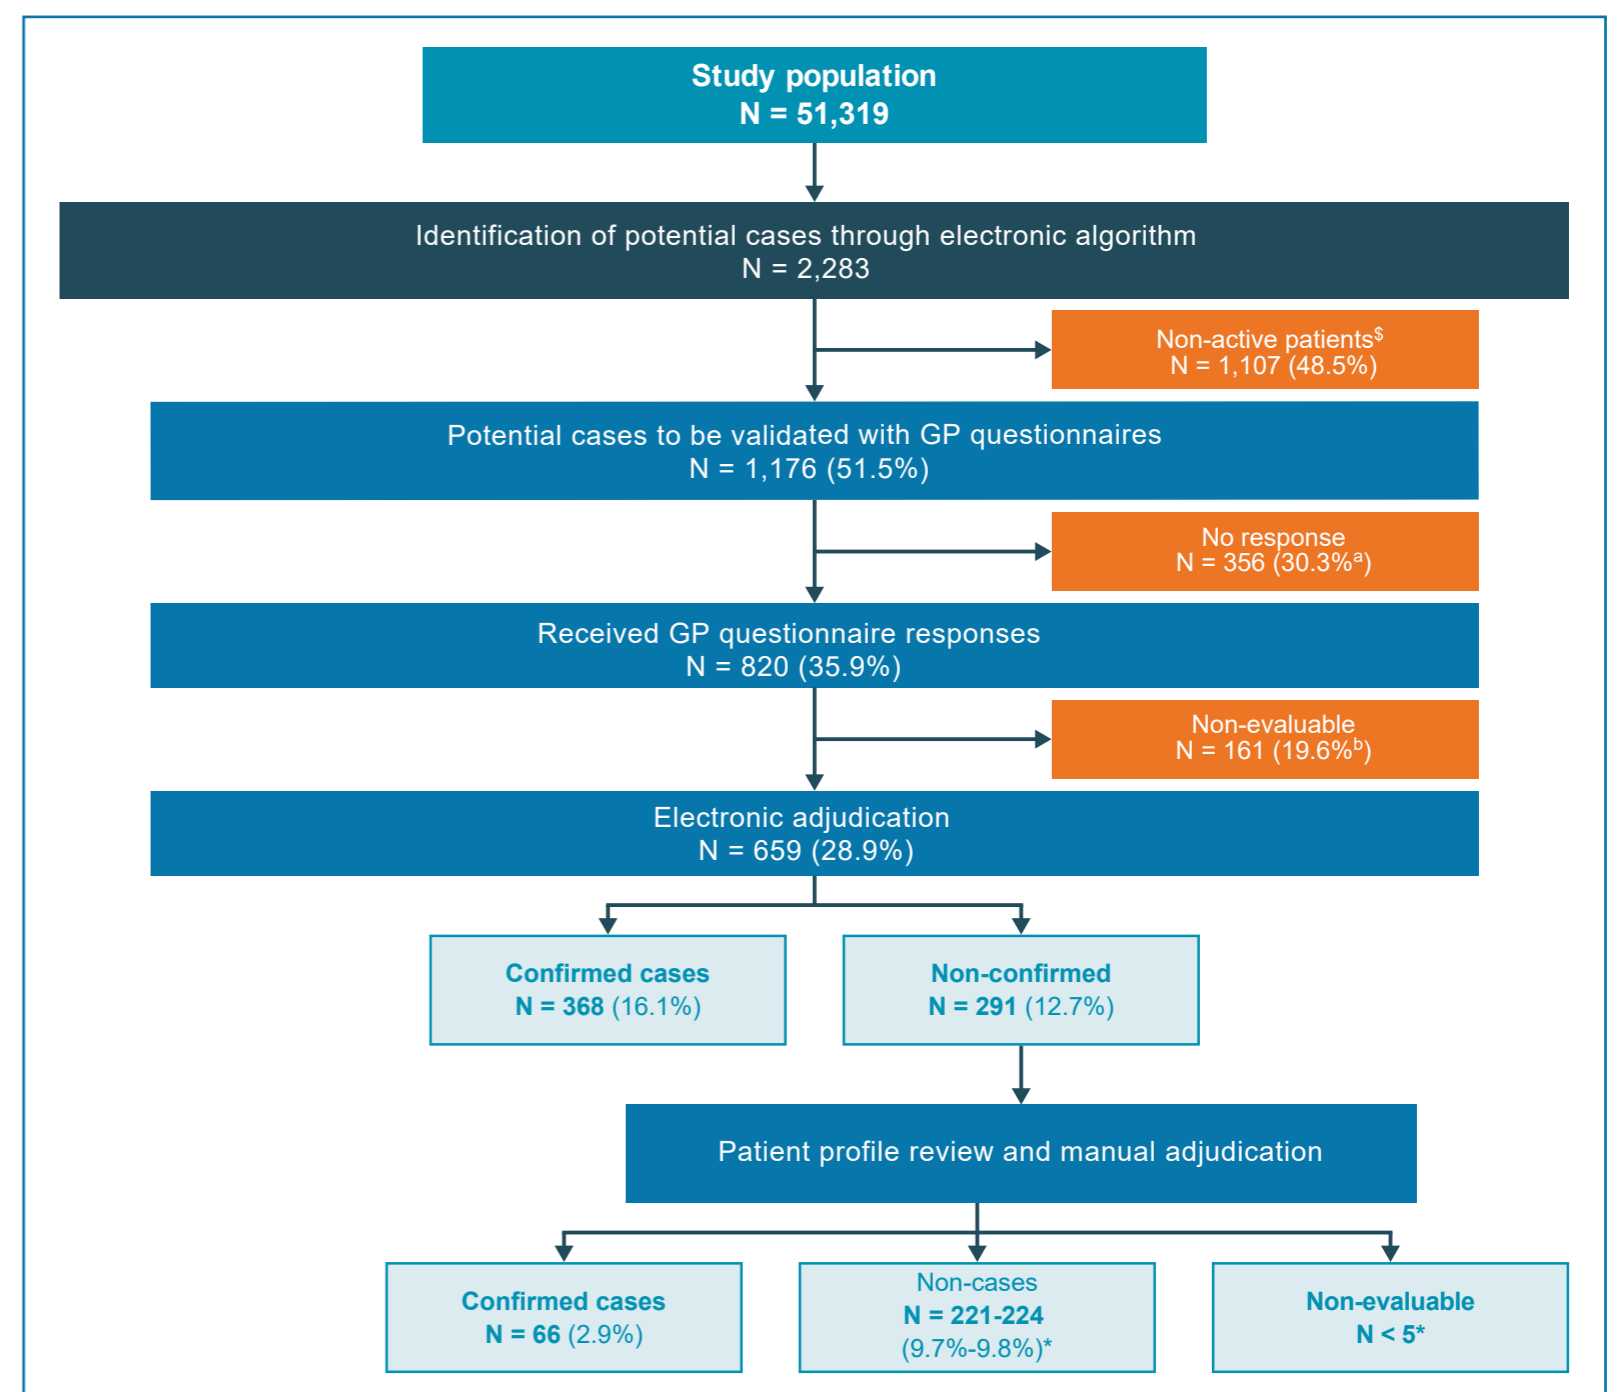 Study population
N = 51,319
Identification of potential cases through electronic algorithm
N = 2,283
Non-active patients$
N = 1,107 (48.5%)
Potential cases to be validated with GP questionnaires
N = 1,176 (51.5%)
No response
N = 356 (30.3%a)
Received GP questionnaire responses
N = 820 (35.9%)
Non-evaluable
N = 161 (19.6%b)
Electronic adjudication
N = 659 (28.9%)
Confirmed cases
N = 368 (16.1%)
Non-confirmed
N = 291 (12.7%)
Patient profile review and manual adjudication
Confirmed cases
N = 66 (2.9%)
Non-cases
N = 221-224
(9.7%-9.8%)*
Non-evaluable
N < 5*